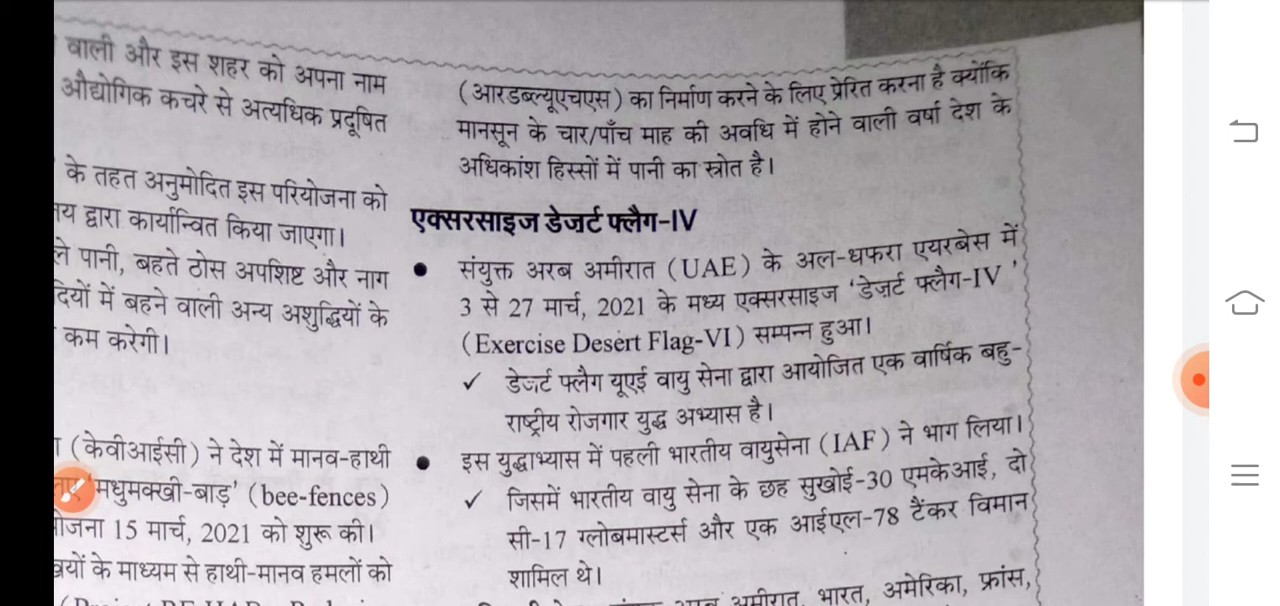 वाली और इस शहर को अपना नाम
औद्योगिक कचरे से अत्यधिक प्रदूषित
के तहत अनुमोदित इस परियोजना को
द्वारा कार्यान्वित किया जाएगा।
पानी, बहते ठोस अपशिष्ट और नाग
में बहने वाली अन्य अशुद्धियों के
कम करेगी।
(केवीआईसी) ने देश में मानव-हाथी
'मधुमक्खी-बाड़' (bee-fences)
15 मार्च, 2021 को शुरू की।
के माध्यम से हाथी-मानव हमलों को
(आरडब्ल्यूएचएस) का निर्माण करने के लिए प्रेरित करना है क्योंकि
मानसून के चार/पाँच माह की अवधि में होने वाली वर्षा देश के
अधिकांश हिस्सों में पानी का स्त्रोत है।
एक्सरसाइज डेज़र्ट फ्लैग-IV
• संयुक्त अरब अमीरात (UAE) के अल-धफरा एयरबेस में
3 से 27 मार्च, 2021 के मध्य एक्सरसाइज 'डेज़र्ट फ्लैग-IV'
(Exercise Desert Flag-VI) सम्पन्न हुआ।
✓ डेज़र्ट फ्लैग यूएई वायु सेना द्वारा आयोजित एक वार्षिक बहु-
राष्ट्रीय रोजगार युद्ध अभ्यास है।
• इस युद्धाभ्यास में पहली भारतीय वायुसेना (IAF) ने भाग लिया।
✓ जिसमें भारतीय वायु सेना के छह सुखोई-30 एमकेआई, दो
सी-17 ग्लोबमास्टर्स और एक आईएल-78 टैंकर विमान
शामिल थे।
अरब अमीरात, भारत, अमेरिका, फ्रांस,